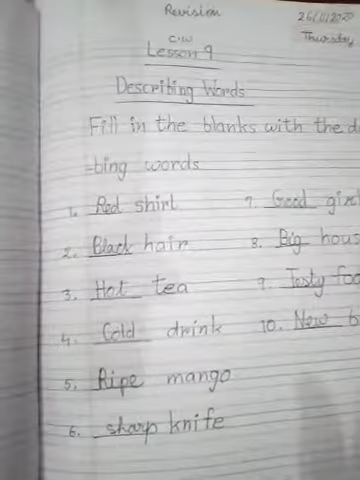 Revision
26/11/2020
Thursday
C.W
Lesson 9
Describing Words
Fill in the blanks with the d
-bing words
1. Red shirt
7. Good girl
2. Black hair
8. Big hous
3. Hot tea
9. Tasty foo
4. Cold drink
10. New b
5. Ripe mango
6. sharp knife